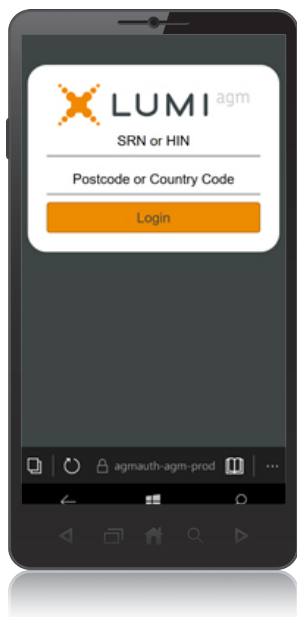 LUMI agm
SRN or HIN
Postcode or Country Code
Login
agmauth-agm-prod